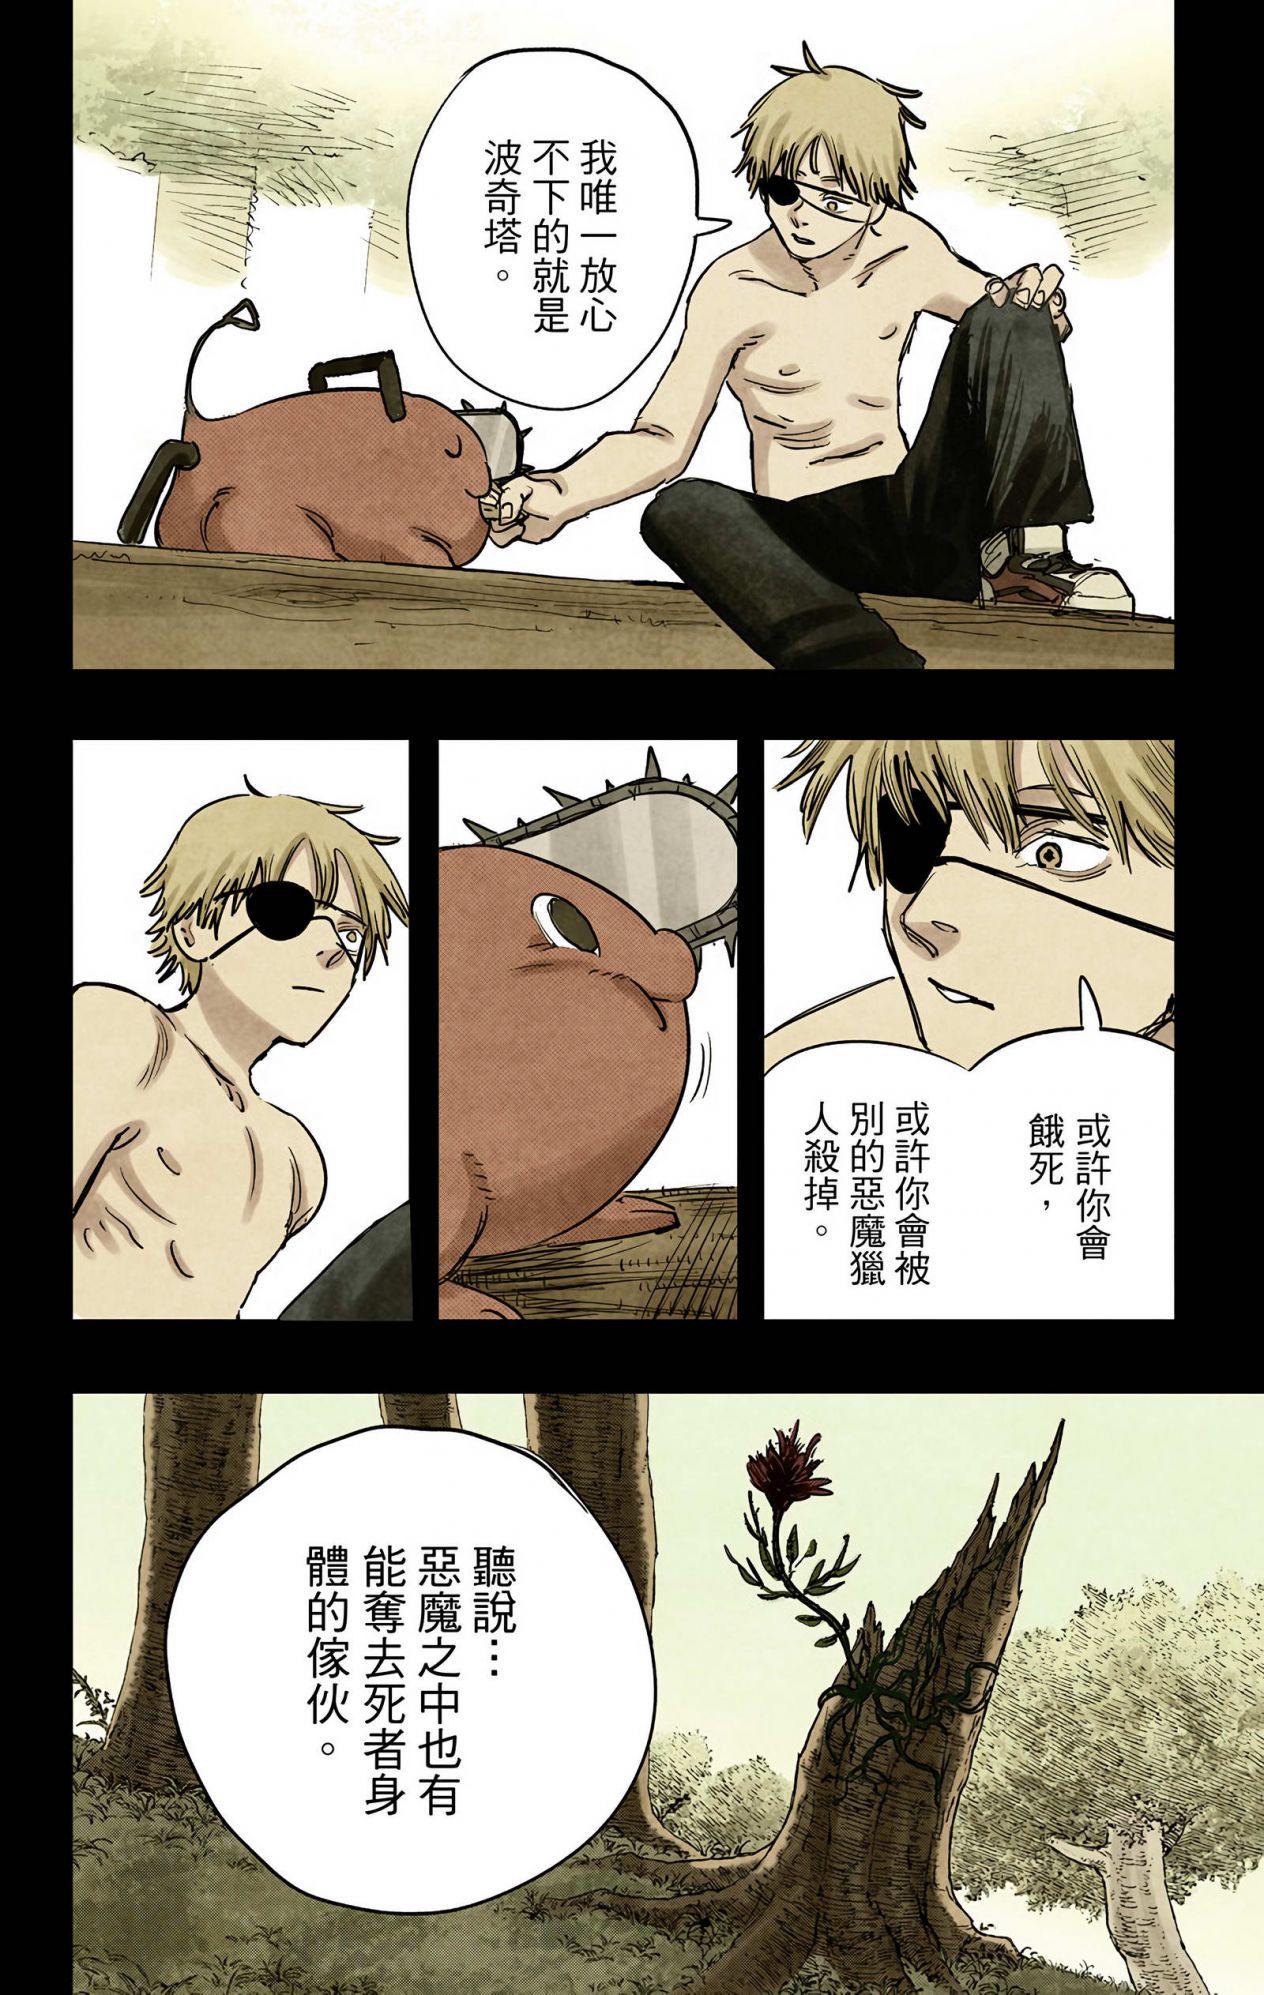 我唯一放心
不下的就是
波奇塔。
或許你會
餓死，
或許你會被
別的惡魔獵
人殺掉。
聽說…
惡魔之中也有
能奪去死者身
體的傢伙。